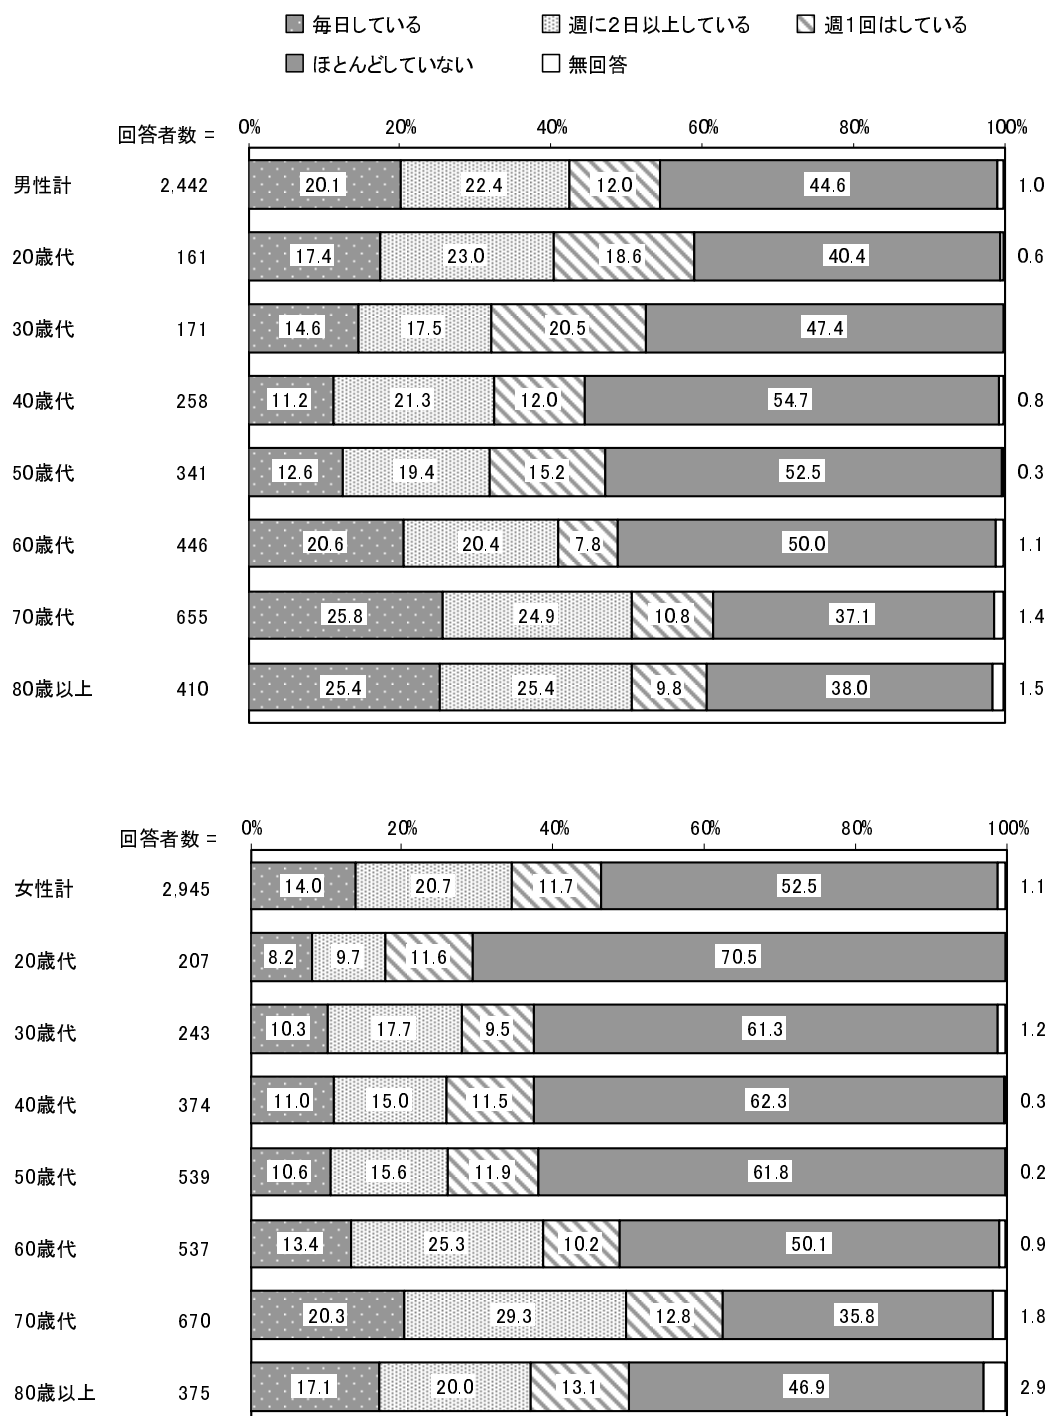 毎日している 週に2日以上している 週1回はしている
ほとんどしていない 無回答
回答者数 = 0% 20% 40% 60% 80% 100%
男性計 2,442 20.1 22.4 12.0 44.6 1.0
20歳代 161 17.4 23.0 18.6 40.4 0.6
30歳代 171 14.6 17.5 20.5 47.4
40歳代 258 11.2 21.3 12.0 54.7 0.8
50歳代 341 12.6 19.4 15.2 52.5 0.3
60歳代 446 20.6 20.4 7.8 50.0 1.1
70歳代 655 25.8 24.9 10.8 37.1 1.4
80歳以上 410 25.4 25.4 9.8 38.0 1.5
回答者数 = 0% 20% 40% 60% 80% 100%
女性計 2,945 14.0 20.7 11.7 52.5 1.1
20歳代 207 8.2 9.7 11.6 70.5
30歳代 243 10.3 17.7 9.5 61.3 1.2
40歳代 374 11.0 15.0 11.5 62.3 0.3
50歳代 539 10.6 15.6 11.9 61.8 0.2
60歳代 537 13.4 25.3 10.2 50.1 0.9
70歳代 670 20.3 29.3 12.8 35.8 1.8
80歳以上 375 17.1 20.0 13.1 46.9 2.9